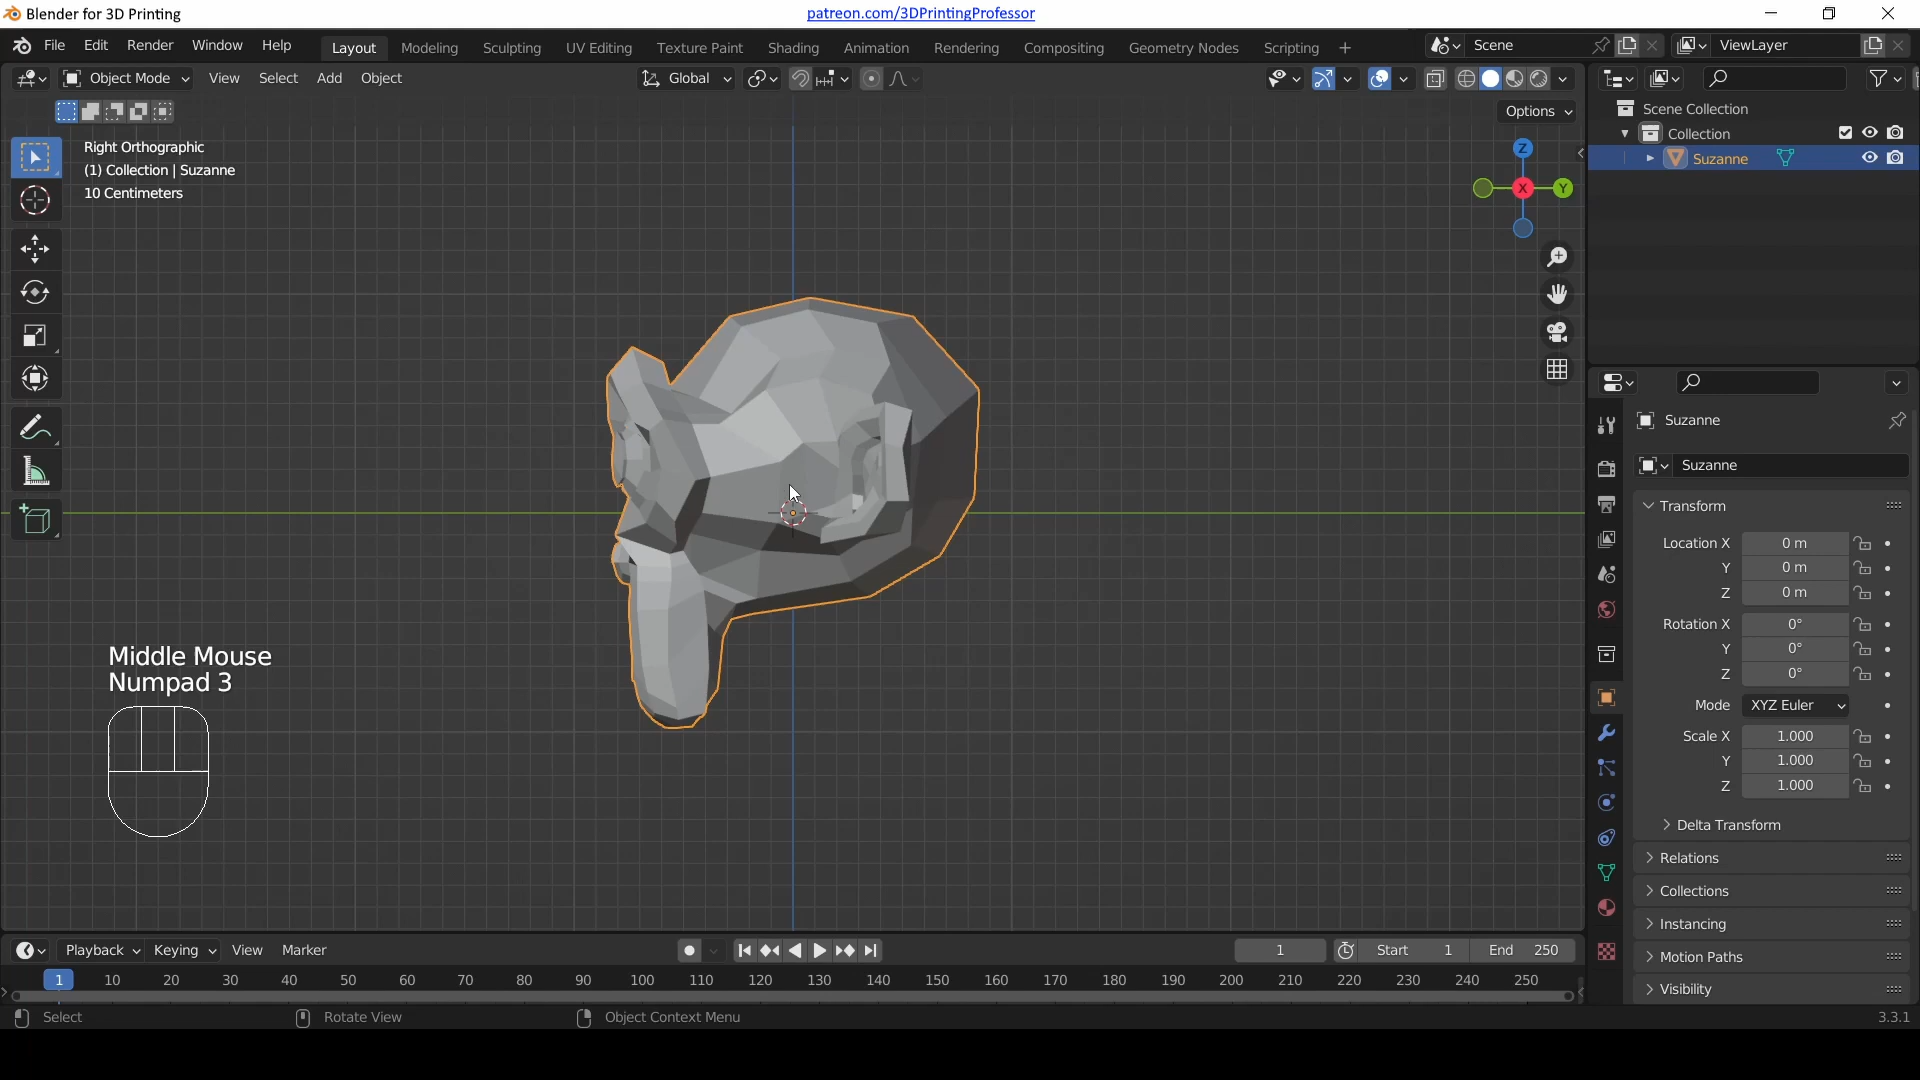 Blender for 3D Printing
patreon.com/3DPrintingProfessor
File Edit Render Window Help
Layout Modeling Sculpting UV Editing Texture Paint Shading Animation Rendering Compositing Geometry Nodes Scripting +
Scene
ViewLayer
Object Mode View Select Add Object
Global
Options
Right Orthographic
(1) Collection | Suzanne
10 Centimeters
Z
X
Y
Scene Collection
Collection
Suzanne
Suzanne
Suzanne
Transform
Location X 0 m
Y 0 m
Z 0 m
Rotation X 0°
Y 0°
Z 0°
Mode XYZ Euler
Scale X 1.000
Y 1.000
Z 1.000
Delta Transform
Relations
Collections
Instancing
Motion Paths
Visibility
Middle Mouse
Numpad 3
Playback Keying View Marker
1 Start 1 End 250
1 10 20 30 40 50 60 70 80 90 100 110 120 130 140 150 160 170 180 190 200 210 220 230 240 250
Select Rotate View Object Context Menu 3.3.1